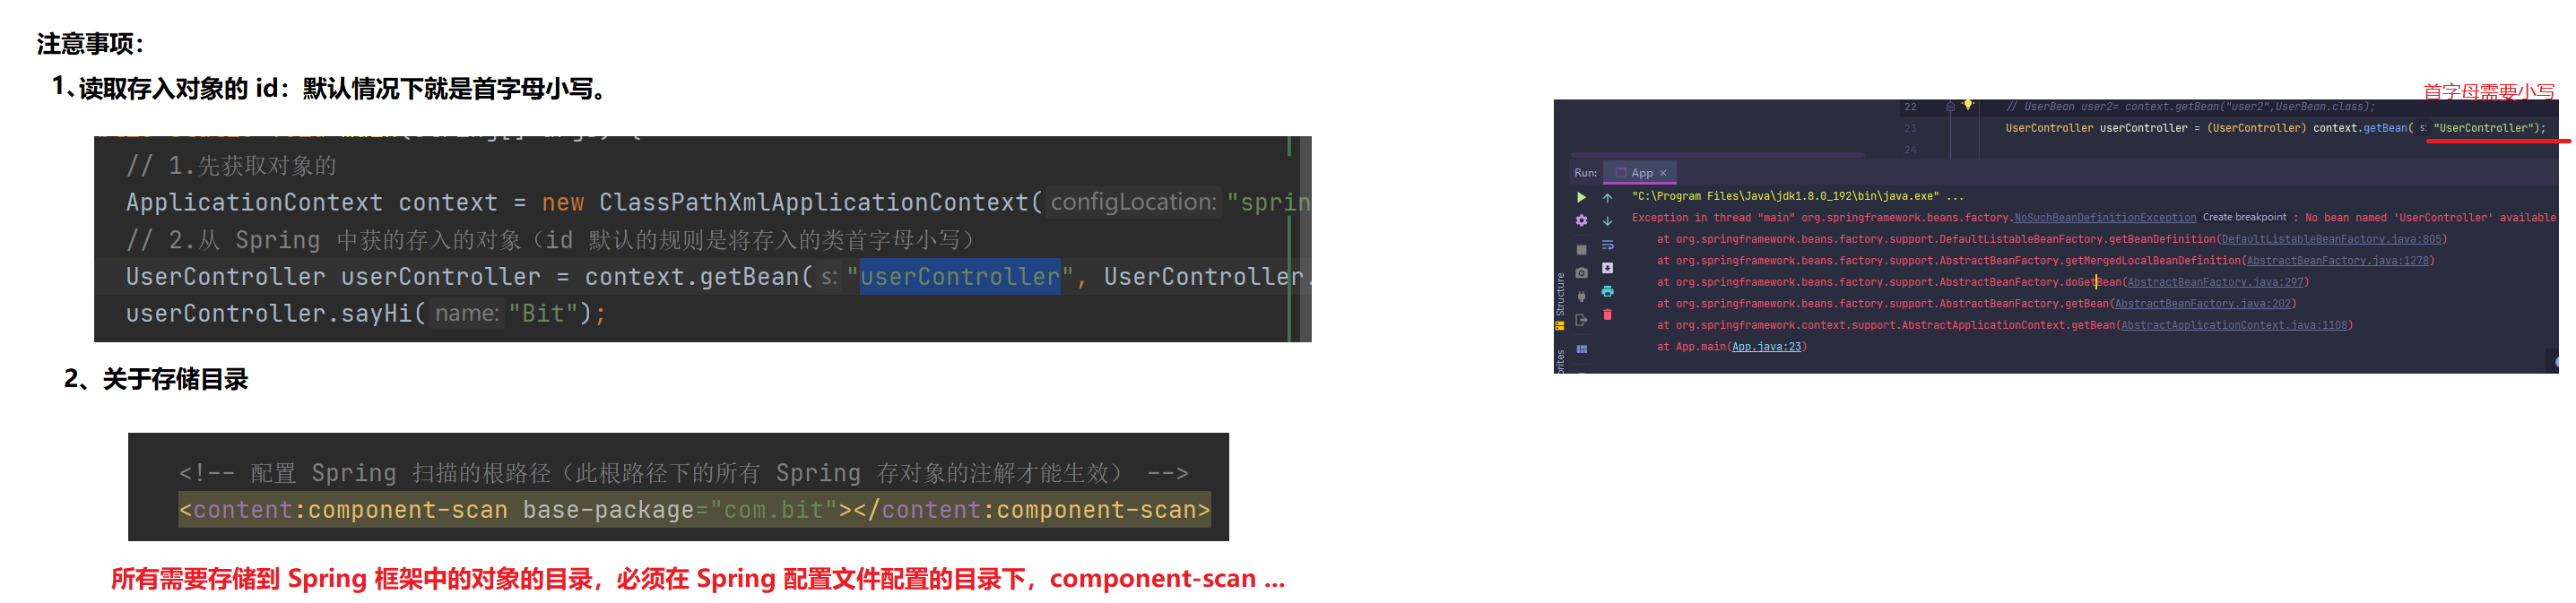 注意事项：
1、读取存入对象的 id：默认情况下就是首字母小写。
// 1.先获取对象的
ApplicationContext context = new ClassPathXmlApplicationContext( configLocation: "sprin
// 2.从 Spring 中获的存入的对象（id 默认的规则是将存入的类首字母小写）
UserController userController = context.getBean( s: "userController", UserController.
userController.sayHi( name: "Bit");
2、关于存储目录
<!-- 配置 Spring 扫描的根路径（此根路径下的所有 Spring 存对象的注解才能生效） -->
<content:component-scan base-package="com.bit"></content:component-scan>
所有需要存储到 Spring 框架中的对象的目录，必须在 Spring 配置文件配置的目录下，component-scan ...
首字母需要小写
22 // UserBean user2= context.getBean("user2",UserBean.class);
23 UserController userController = (UserController) context.getBean( s: "UserController");
24
Run: App ×
"C:\Program Files\Java\jdk1.8.0_192\bin\java.exe" ...
Exception in thread "main" org.springframework.beans.factory.NoSuchBeanDefinitionException Create breakpoint : No bean named 'UserController' available
at org.springframework.beans.factory.support.DefaultListableBeanFactory.getBeanDefinition(DefaultListableBeanFactory.java:805)
at org.springframework.beans.factory.support.AbstractBeanFactory.getMergedLocalBeanDefinition(AbstractBeanFactory.java:1278)
at org.springframework.beans.factory.support.AbstractBeanFactory.doGetBean(AbstractBeanFactory.java:297)
at org.springframework.beans.factory.support.AbstractBeanFactory.getBean(AbstractBeanFactory.java:202)
at org.springframework.context.support.AbstractApplicationContext.getBean(AbstractApplicationContext.java:1108)
at App.main(App.java:23)
Structure